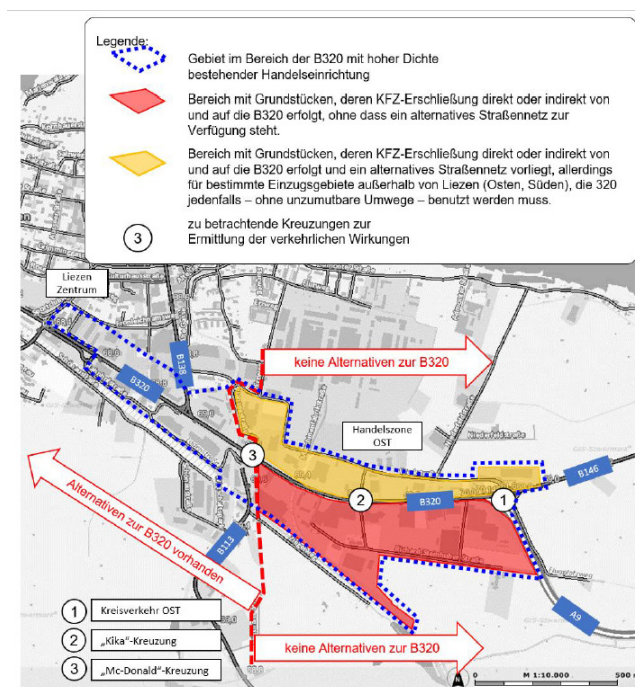 Legende:
Gebiet im Bereich der B320 mit hoher Dichte
bestehender Handelseinrichtung
Bereich mit Grundstücken, deren KFZ-Erschließung direkt oder indirekt von
und auf die B320 erfolgt, ohne dass ein alternatives Straßennetz zur
Verfügung steht.
Bereich mit Grundstücken, deren KFZ-Erschließung direkt oder indirekt von
und auf die B320 erfolgt und ein alternatives Straßennetz vorliegt, allerdings
für bestimmte Einzugsgebiete außerhalb von Liezen (Osten, Süden), die 320
jedenfalls – ohne unzumutbare Umwege – benutzt werden muss.
3
zu betrachtende Kreuzungen zur
Ermittlung der verkehrlichen Wirkungen
Liezen
Zentrum
B138
B320
keine Alternativen zur B320
Handelszone
OST
B146
3
2
B320
1
Alternativen zur B320 vorhanden
B113
A9
1 Kreisverkehr OST
2 „Kika“-Kreuzung
3 „Mc-Donald“-Kreuzung
keine Alternativen zur B320
0 M 1:10.000 500